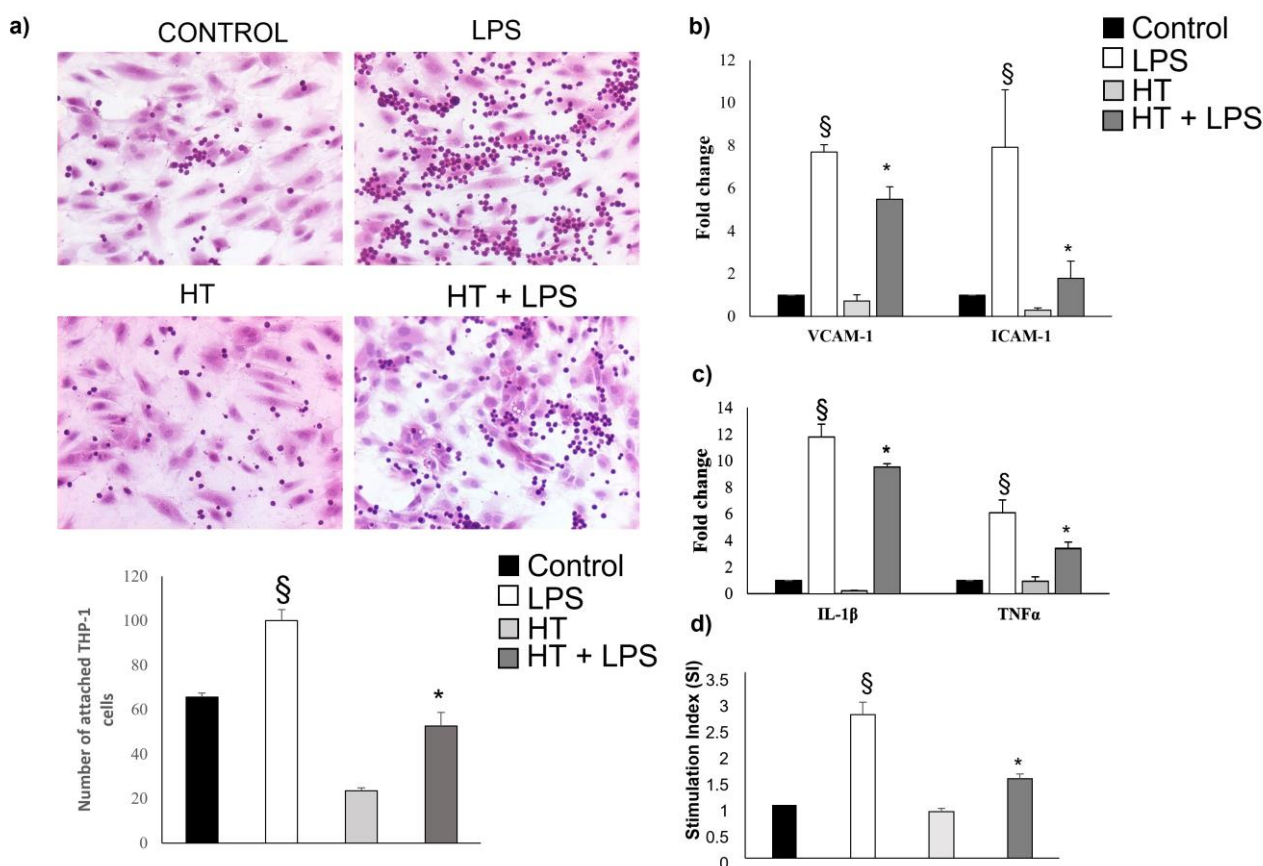 a)
CONTROL
LPS
HT
HT + LPS
120
100
80
60
40
20
0
Number of attached THP-1
cells
§
*
Control
LPS
HT
HT + LPS
b)
Control
LPS
HT
HT + LPS
12
10
8
6
4
2
0
Fold change
§
*
§
*
VCAM-1
ICAM-1
c)
14
12
10
8
6
4
2
0
Fold change
§
*
§
*
IL-1β
TNFα
d)
3.5
3
2.5
2
1.5
1
0.5
0
Stimulation Index (SI)
§
*